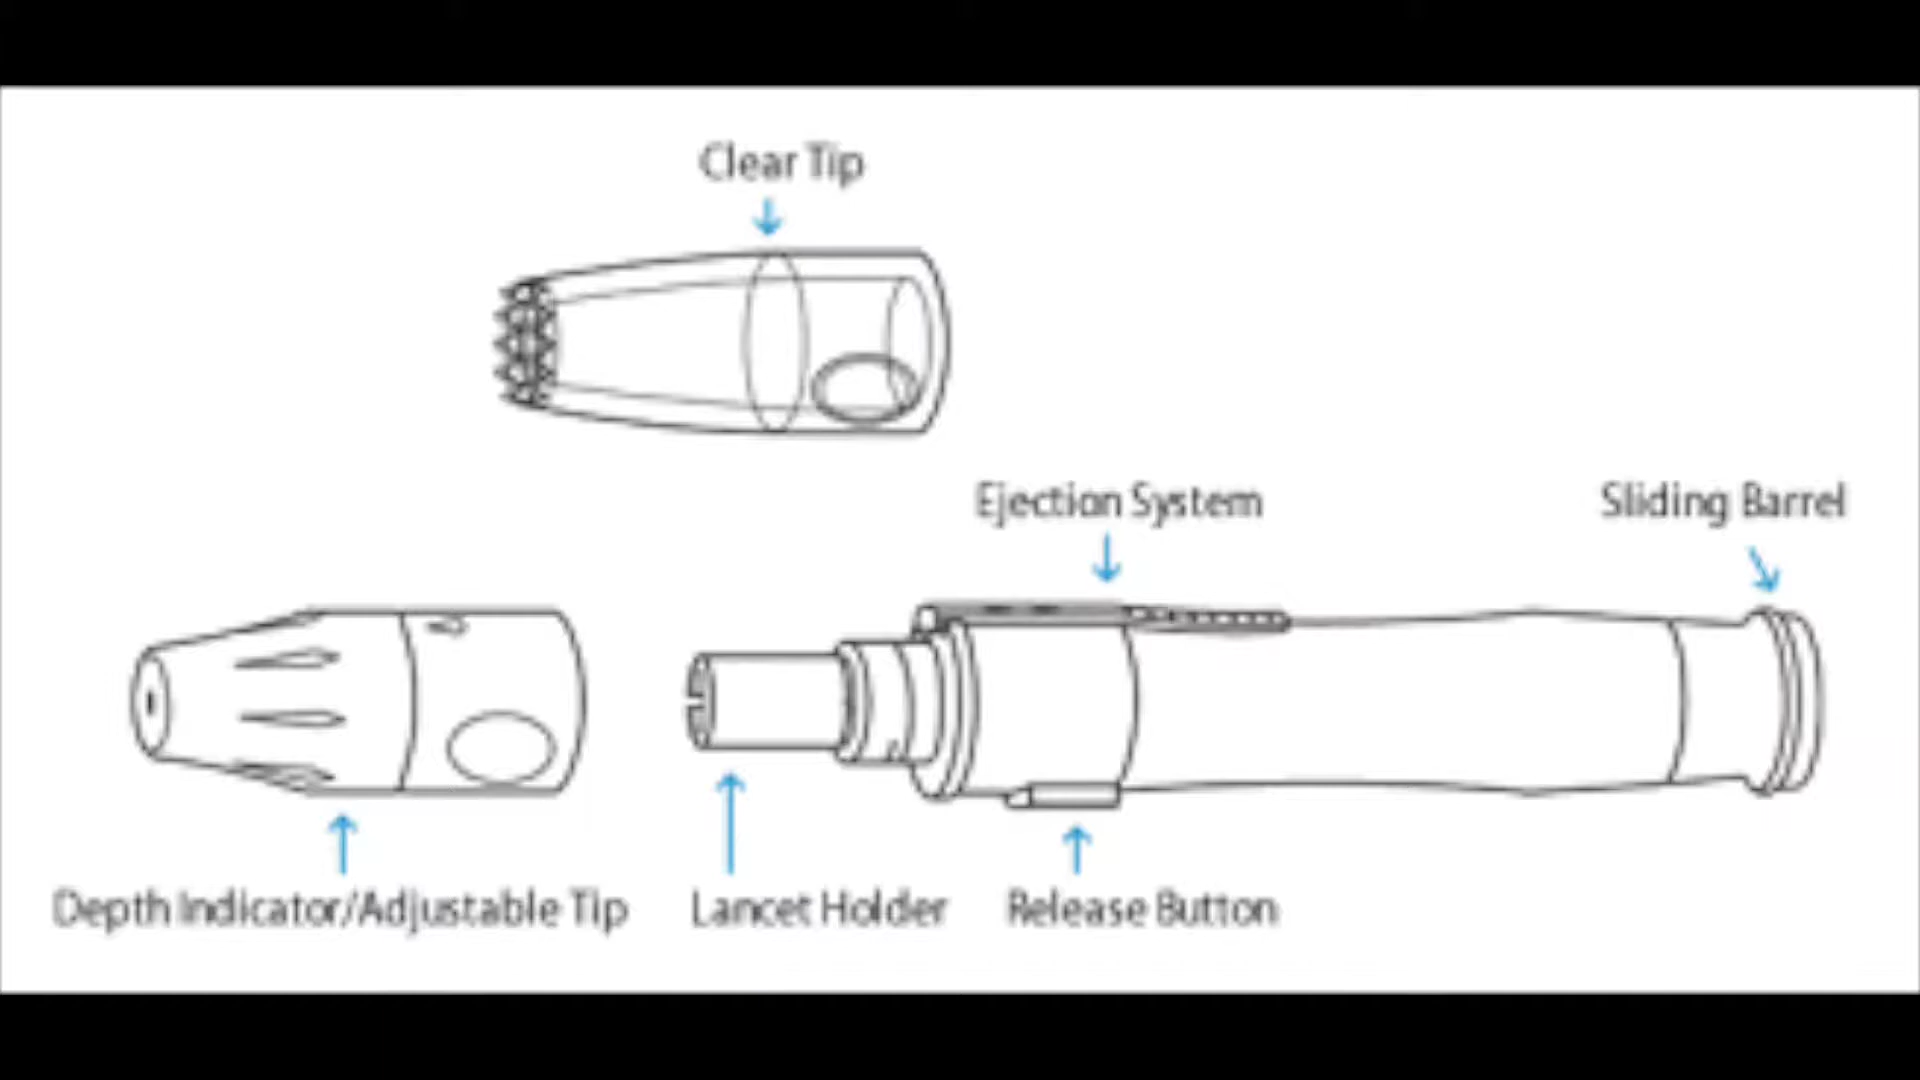 Clear Tip
Ejection System
Sliding Barrel
Depth Indicator/Adjustable Tip
Lancet Holder
Release Button